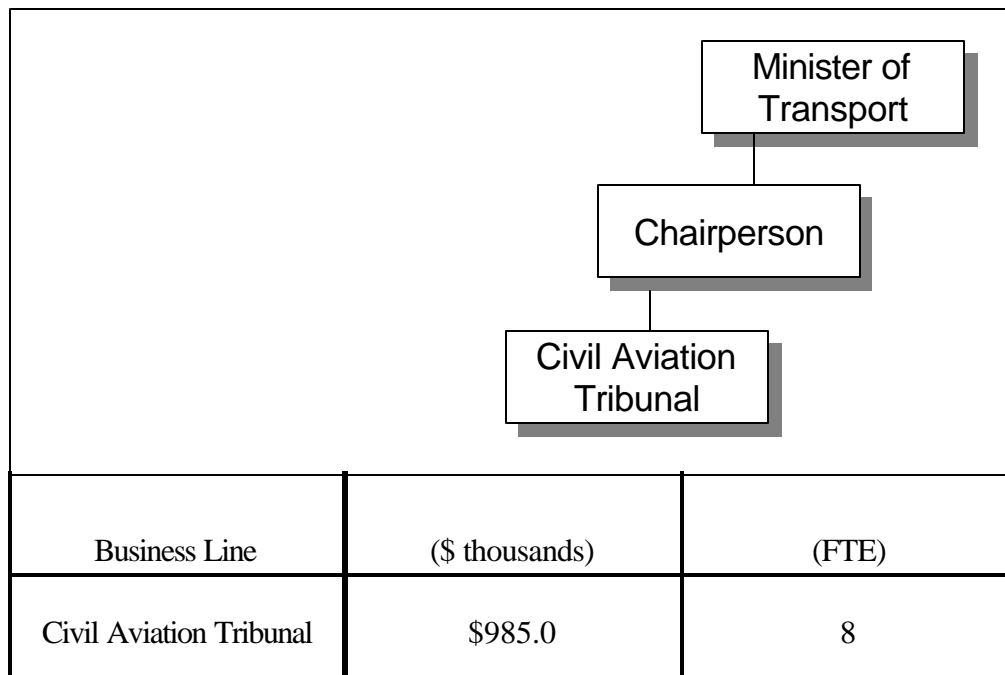 Minister of
Transport
Chairperson
Civil Aviation
Tribunal
Business Line ($ thousands) (FTE)
Civil Aviation Tribunal $985.0 8